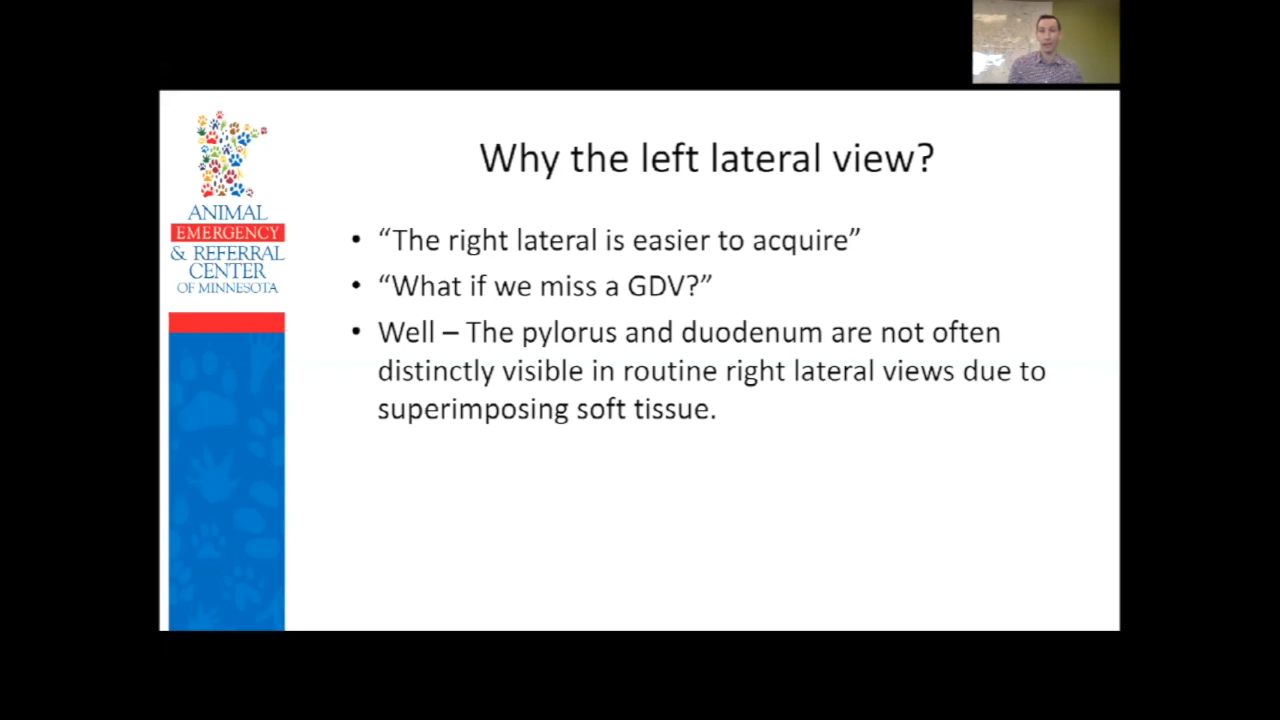 Why the left lateral view?
ANIMAL
EMERGENCY
& REFERRAL
CENTER
OF MINNESOTA
• “The right lateral is easier to acquire”
• “What if we miss a GDV?”
• Well – The pylorus and duodenum are not often
distinctly visible in routine right lateral views due to
superimposing soft tissue.